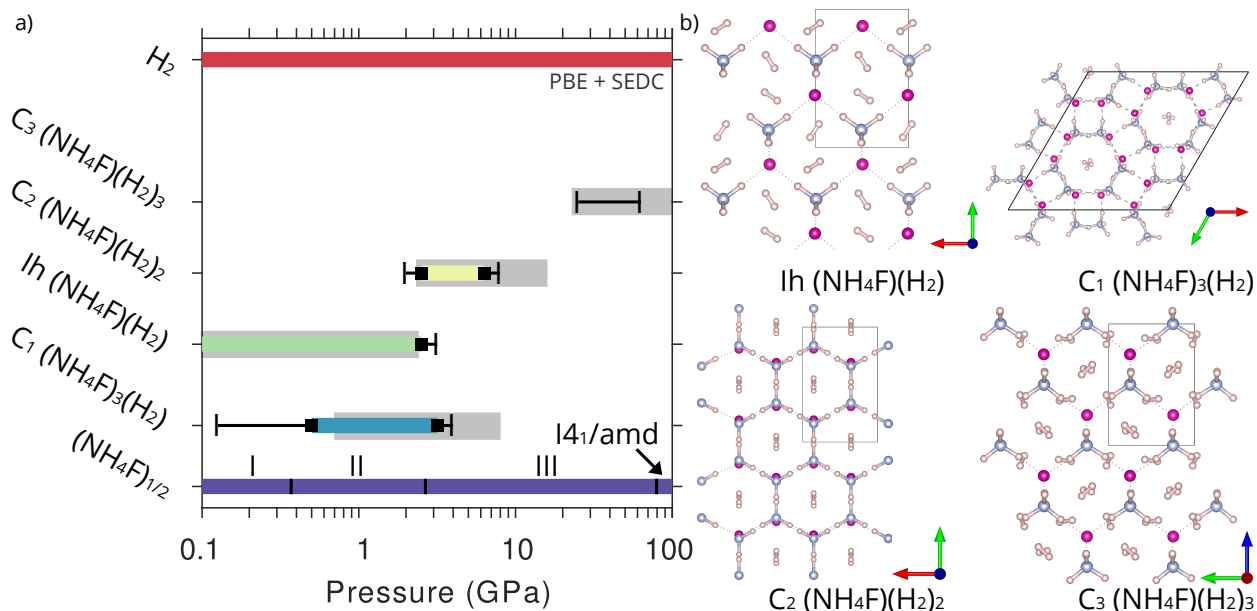 a)
H₂
PBE + SEDC
C₃ (NH₄F)(H₂)₃
C₂ (NH₄F)(H₂)₂
Ih (NH₄F)(H₂)
C₁ (NH₄F)₃(H₂)
(NH₄F)₁/₂
I
II
III
I4₁/amd
0.1
1
10
100
Pressure (GPa)
b)
Ih (NH₄F)(H₂)
C₁ (NH₄F)₃(H₂)
C₂ (NH₄F)(H₂)₂
C₃ (NH₄F)(H₂)₃